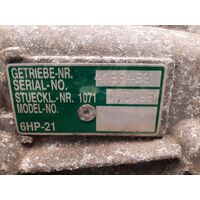 GETRIEBE-NR.
SERIAL-NO.
STUECKL.-NR. 1071
MODEL-NO.
6HP-21